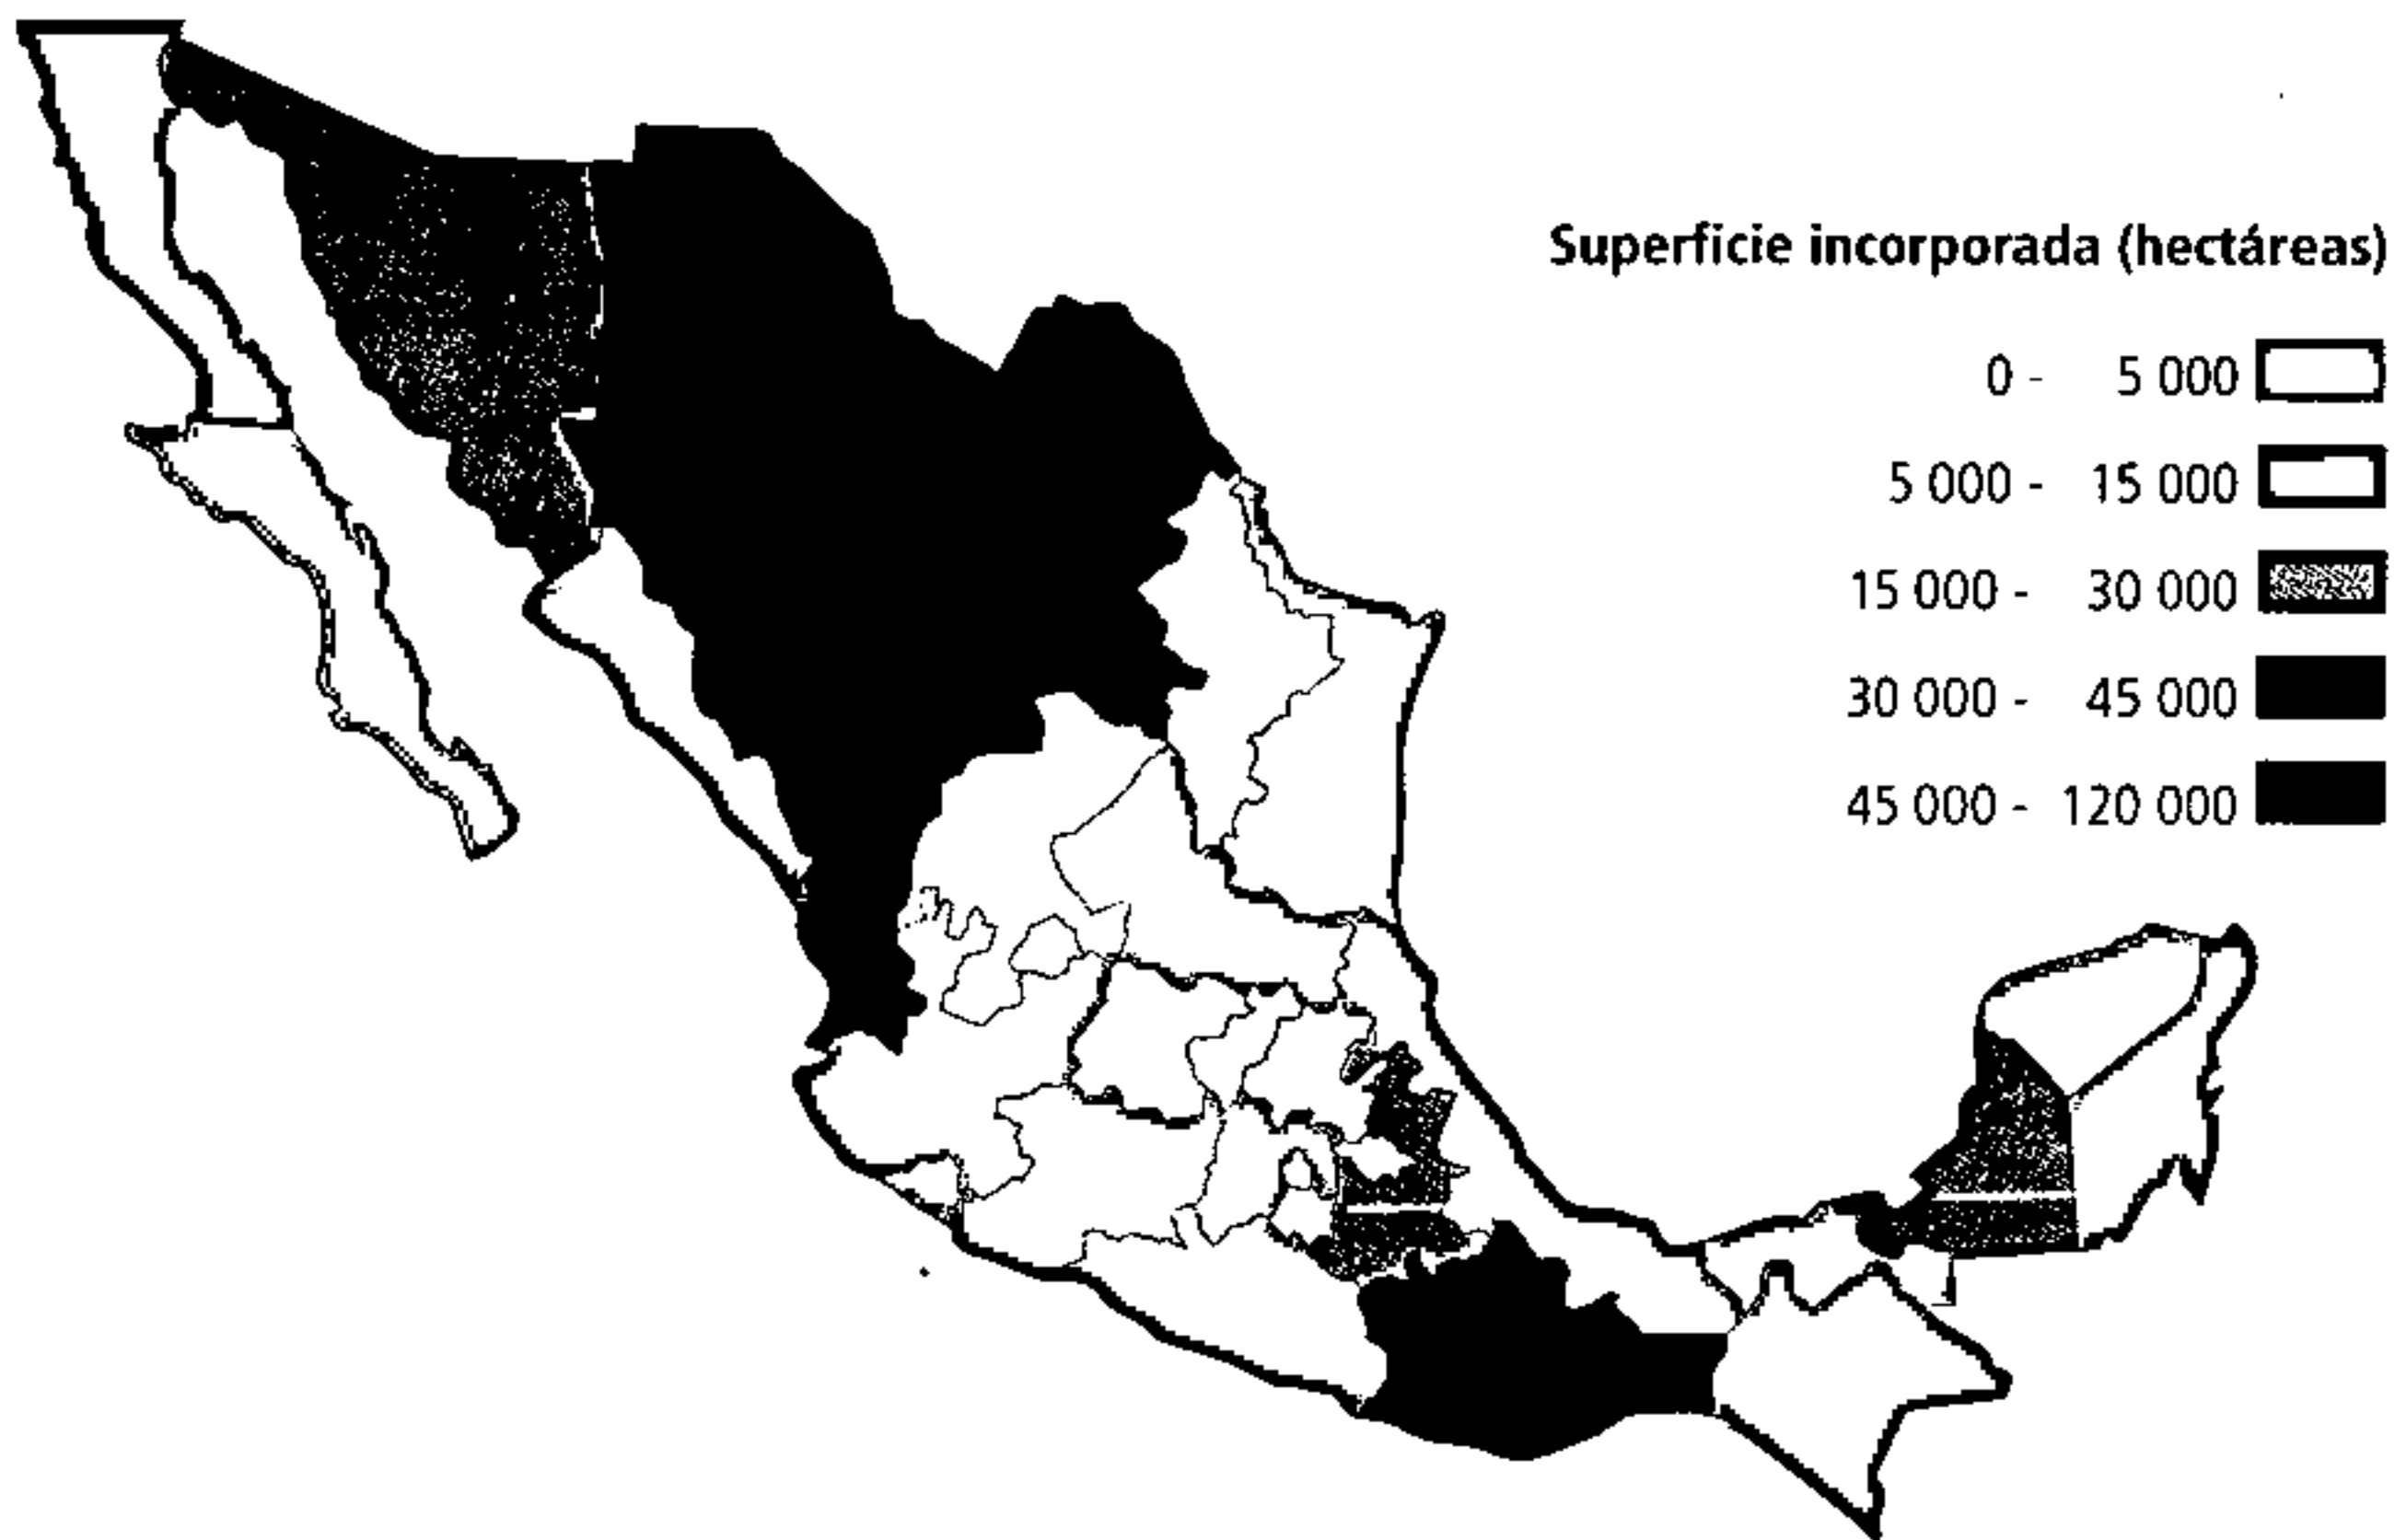 Superficie incorporada (hectáreas)
0 - 5 000
5 000 - 15 000
15 000 - 30 000
30 000 - 45 000
45 000 - 120 000